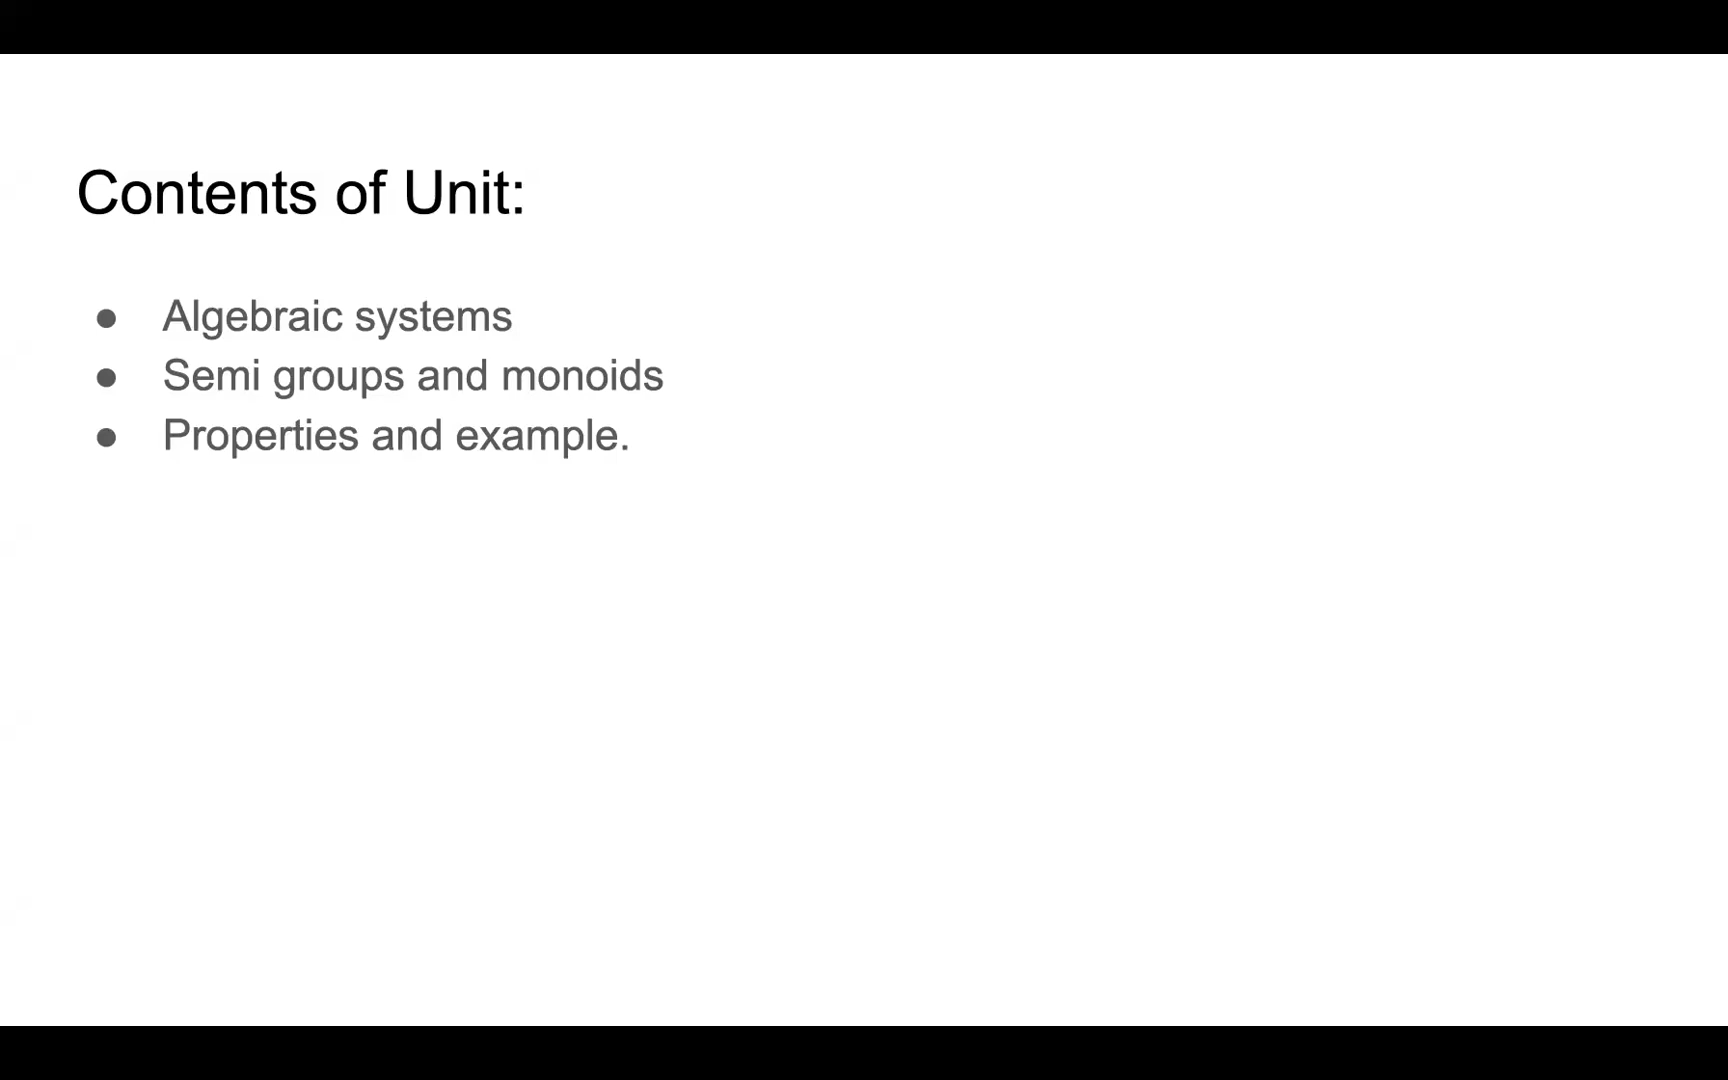 Contents of Unit:
● Algebraic systems
● Semi groups and monoids
● Properties and example.